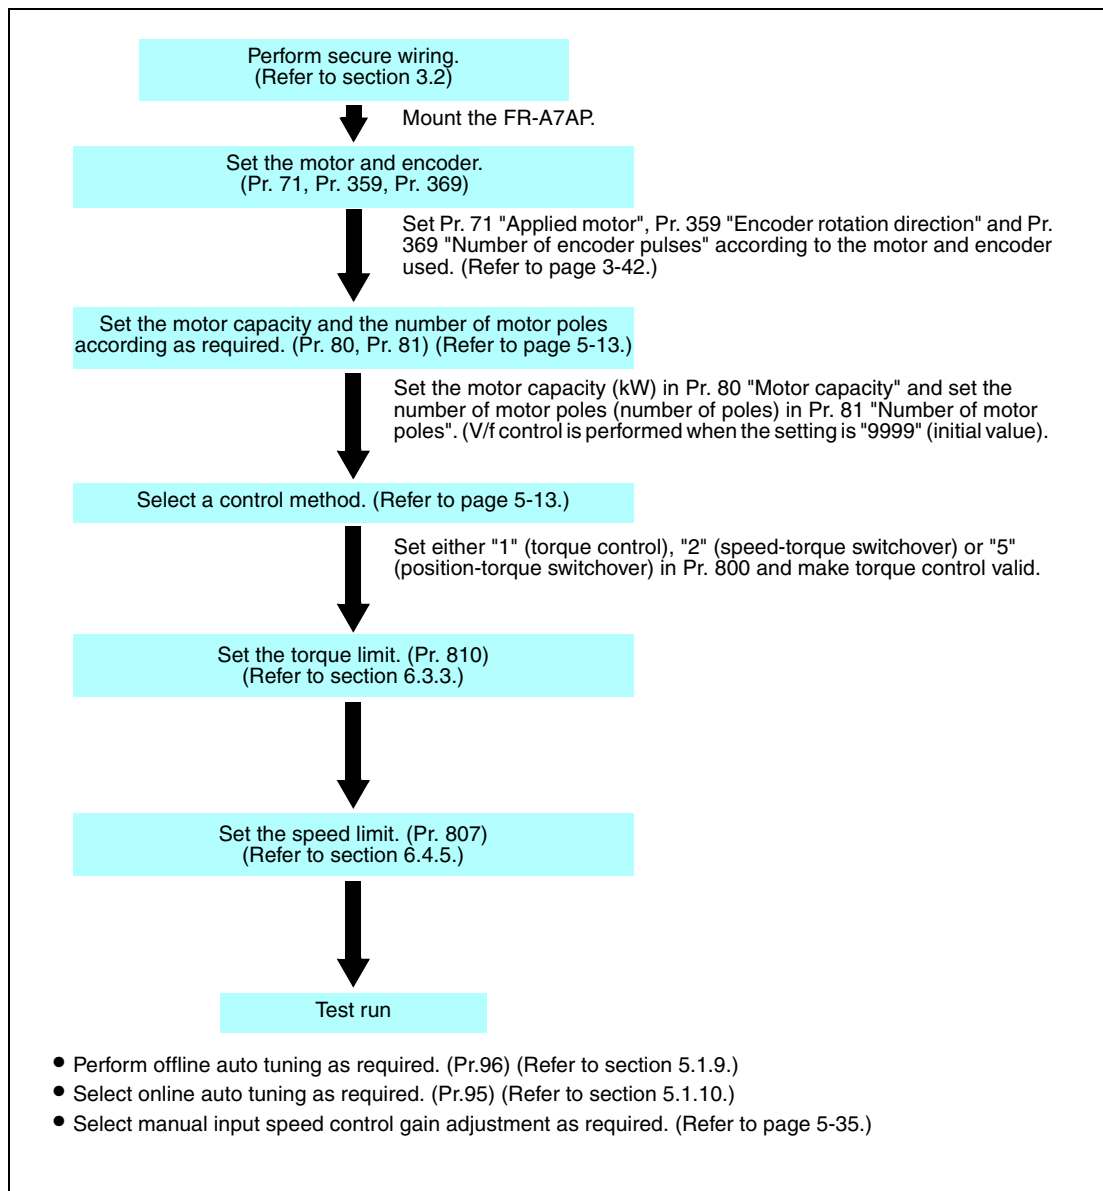 Perform secure wiring.
(Refer to section 3.2)
Mount the FR-A7AP.
Set the motor and encoder.
(Pr. 71, Pr. 359, Pr. 369)
Set Pr. 71 "Applied motor", Pr. 359 "Encoder rotation direction" and Pr.
369 "Number of encoder pulses" according to the motor and encoder
used. (Refer to page 3-42.)
Set the motor capacity and the number of motor poles
according as required. (Pr. 80, Pr. 81) (Refer to page 5-13.)
Set the motor capacity (kW) in Pr. 80 "Motor capacity" and set the
number of motor poles (number of poles) in Pr. 81 "Number of motor
poles". (V/f control is performed when the setting is "9999" (initial value).
Select a control method. (Refer to page 5-13.)
Set either "1" (torque control), "2" (speed-torque switchover) or "5"
(position-torque switchover) in Pr. 800 and make torque control valid.
Set the torque limit. (Pr. 810)
(Refer to section 6.3.3.)
Set the speed limit. (Pr. 807)
(Refer to section 6.4.5.)
Test run
● Perform offline auto tuning as required. (Pr.96) (Refer to section 5.1.9.)
● Select online auto tuning as required. (Pr.95) (Refer to section 5.1.10.)
● Select manual input speed control gain adjustment as required. (Refer to page 5-35.)